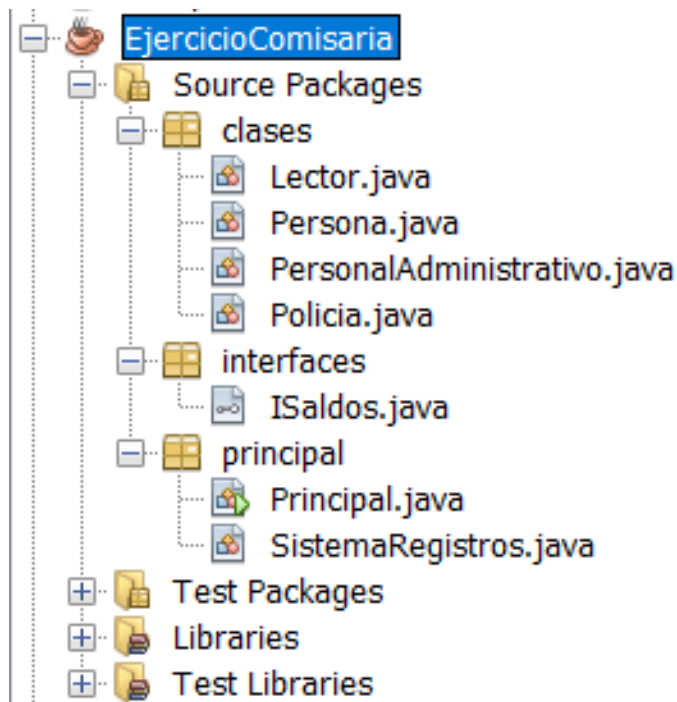 EjercicioComisaria
Source Packages
clases
Lector.java
Persona.java
PersonalAdministrativo.java
Policia.java
interfaces
ISaldos.java
principal
Principal.java
SistemaRegistros.java
Test Packages
Libraries
Test Libraries